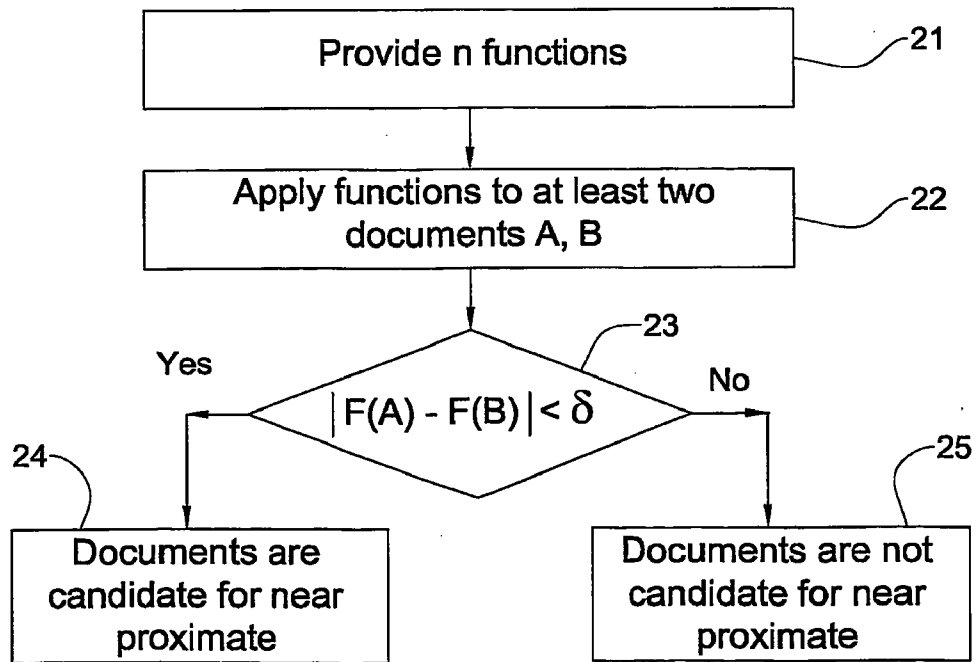 Provide n functions
21
Apply functions to at least two
documents A, B
22
23
Yes
No
|F(A) - F(B)| < δ
24
25
Documents are
candidate for near
proximate
Documents are not
candidate for near
proximate